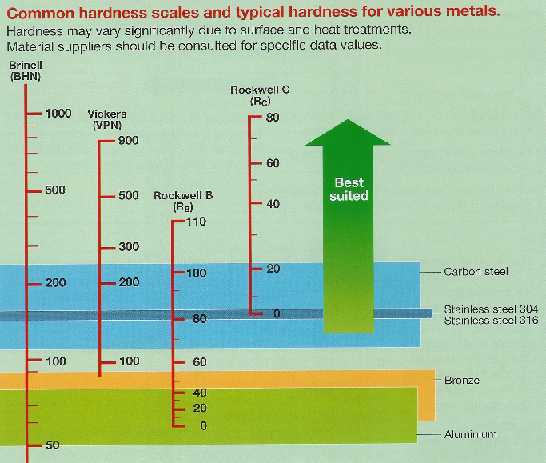 Common hardness scales and typical hardness for various metals.
Hardness may vary significantly due to surface and heat treatments.
Material suppliers should be consulted for specific data values.
Brinell
(BHN)
1000
500
200
100
50
Vickers
(VPN)
900
500
300
200
100
Rockwell B
(RB)
110
100
80
60
40
20
0
Rockwell C
(RC)
80
60
40
20
0
Best
suited
Carbon steel
Stainless steel 304
Stainless steel 316
Bronze
Aluminium